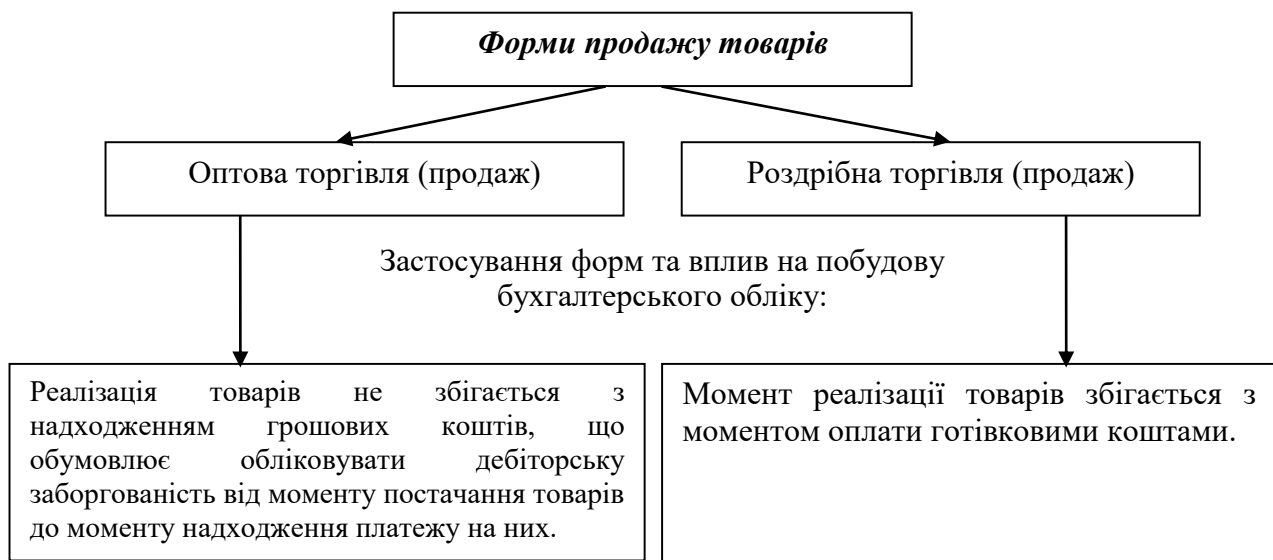 Форми продажу товарів
Оптова торгівля (продаж)
Роздрібна торгівля (продаж)
Застосування форм та вплив на побудову
бухгалтерського обліку:
Реалізація товарів не збігається з
надходженням грошових коштів, що
обумовлює обліковувати дебіторську
заборгованість від моменту постачання товарів
до моменту надходження платежу на них.
Момент реалізації товарів збігається з
моментом оплати готівковими коштами.